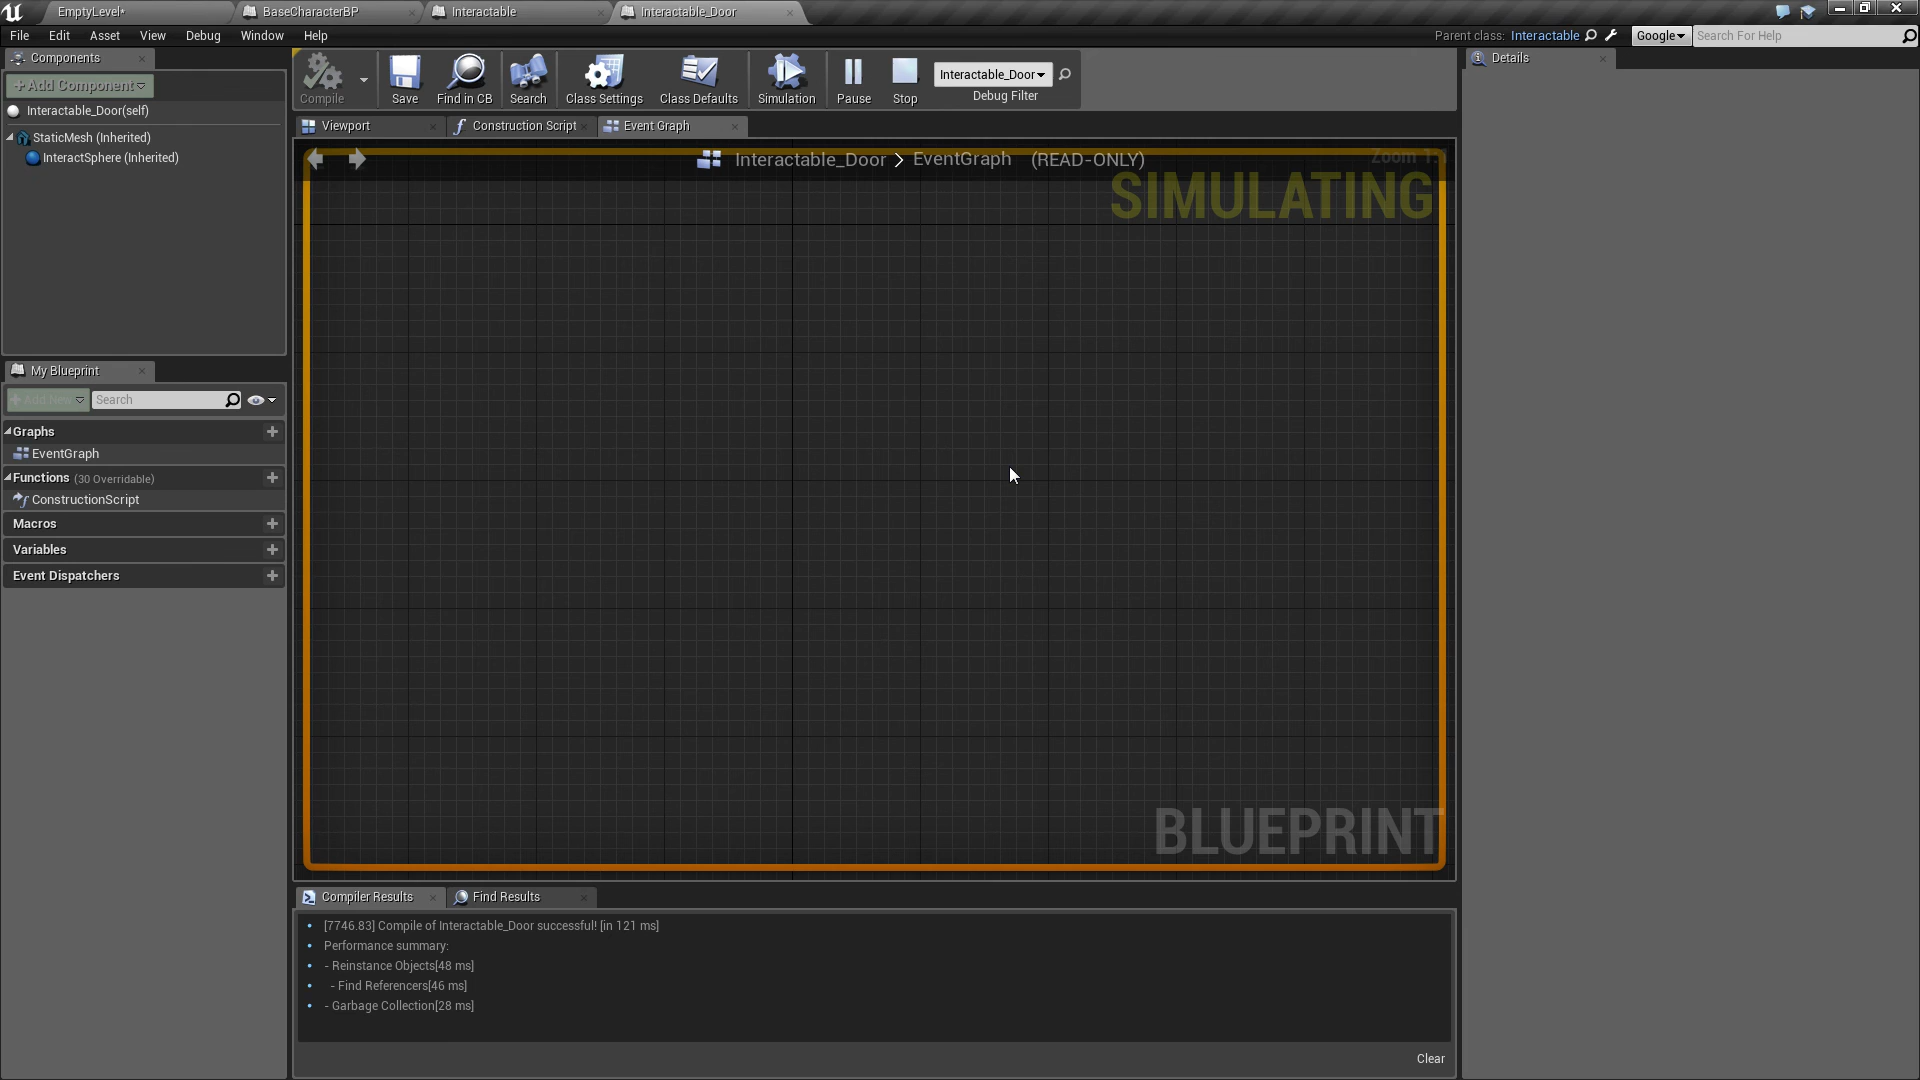 EmptyLevel*
BaseCharacterBP
Interactable
Interactable_Door
File
Edit
Asset
View
Debug
Window
Help
Parent class: Interactable
Google
Search For Help
Components
+Add Component
Interactable_Door(self)
StaticMesh (Inherited)
InteractSphere (Inherited)
My Blueprint
+ Add New
Search
Graphs
EventGraph
Functions (30 Overridable)
ConstructionScript
Macros
Variables
Event Dispatchers
Compile
Save
Find in CB
Search
Class Settings
Class Defaults
Simulation
Pause
Stop
Interactable_Door
Debug Filter
Viewport
Construction Script
Event Graph
Interactable_Door > EventGraph (READ-ONLY)
Zoom 1:1
SIMULATING
BLUEPRINT
Compiler Results
Find Results
[7746.83] Compile of Interactable_Door successful! [in 121 ms]
Performance summary:
- Reinstance Objects[48 ms]
- Find Referencers[46 ms]
- Garbage Collection[28 ms]
Clear
Details